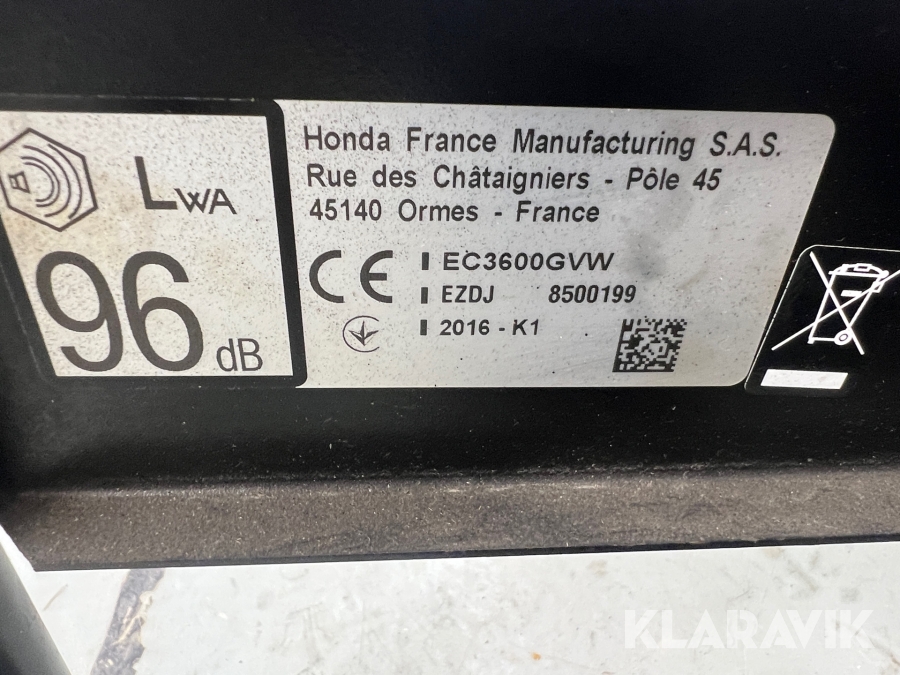 LWA
96 dB
Honda France Manufacturing S.A.S.
Rue des Châtaigniers - Pôle 45
45140 Ormes - France
CE
EC3600GVW
EZDJ 8500199
2016 - K1
KLARAVIK